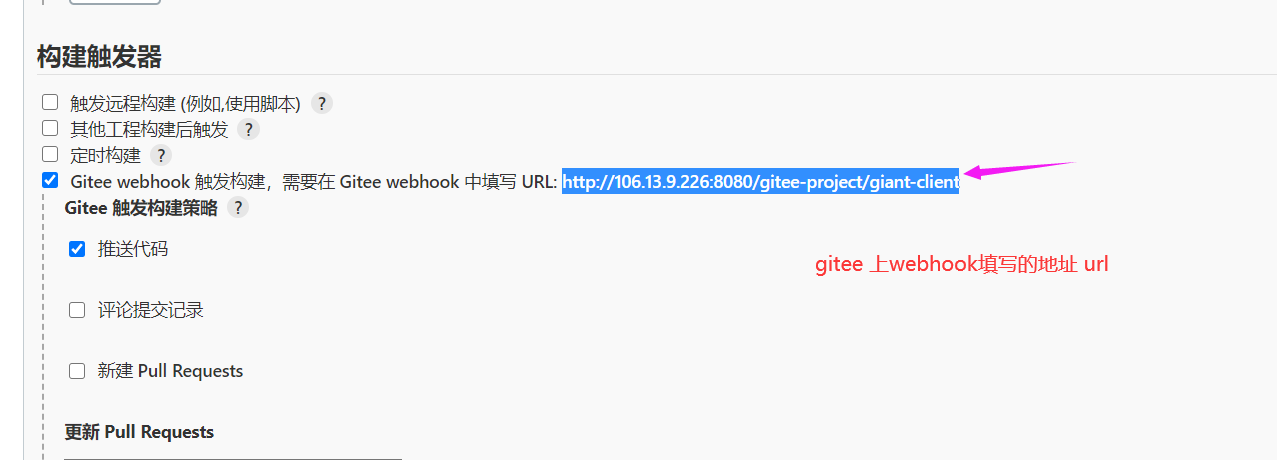 构建触发器
触发远程构建 (例如,使用脚本) ?
其他工程构建后触发 ?
定时构建 ?
Gitee webhook 触发构建，需要在 Gitee webhook 中填写 URL: http://106.13.9.226:8080/gitee-project/giant-client
Gitee 触发构建策略 ?
推送代码
gitee 上webhook填写的地址 url
评论提交记录
新建 Pull Requests
更新 Pull Requests